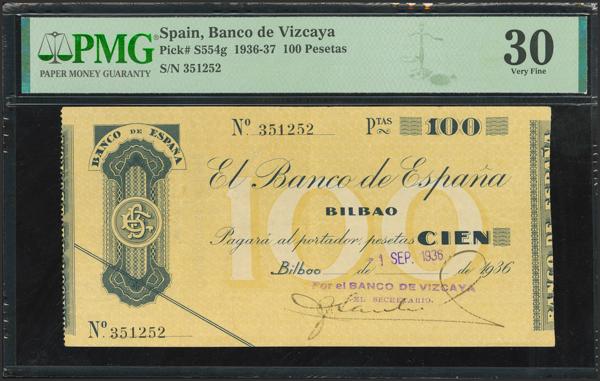 PMG
PAPER MONEY GUARANTY
Spain, Banco de Vizcaya
Pick# S554g 1936-37 100 Pesetas
S/N 351252
30
Very Fine
BANCO DE ESPAÑA
Nº 351252
PTAS 100
El Banco de España
BILBAO
100
Pagará al portador, pesetas CIEN
Bilbao de 1 SEP. 1936 de 1936
Por el BANCO DE VIZCAYA
EL SECRETARIO.
Nº 351252